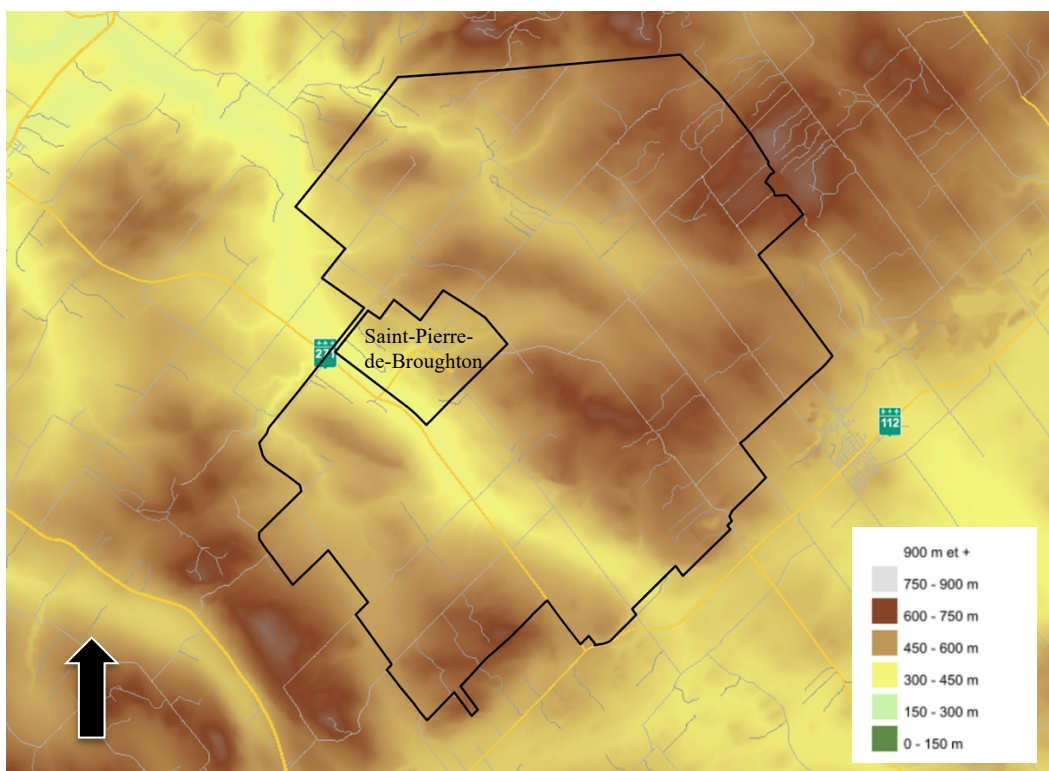 Saint-Pierre-
de-Broughton
271
112
900 m et +
750 - 900 m
600 - 750 m
450 - 600 m
300 - 450 m
150 - 300 m
0 - 150 m